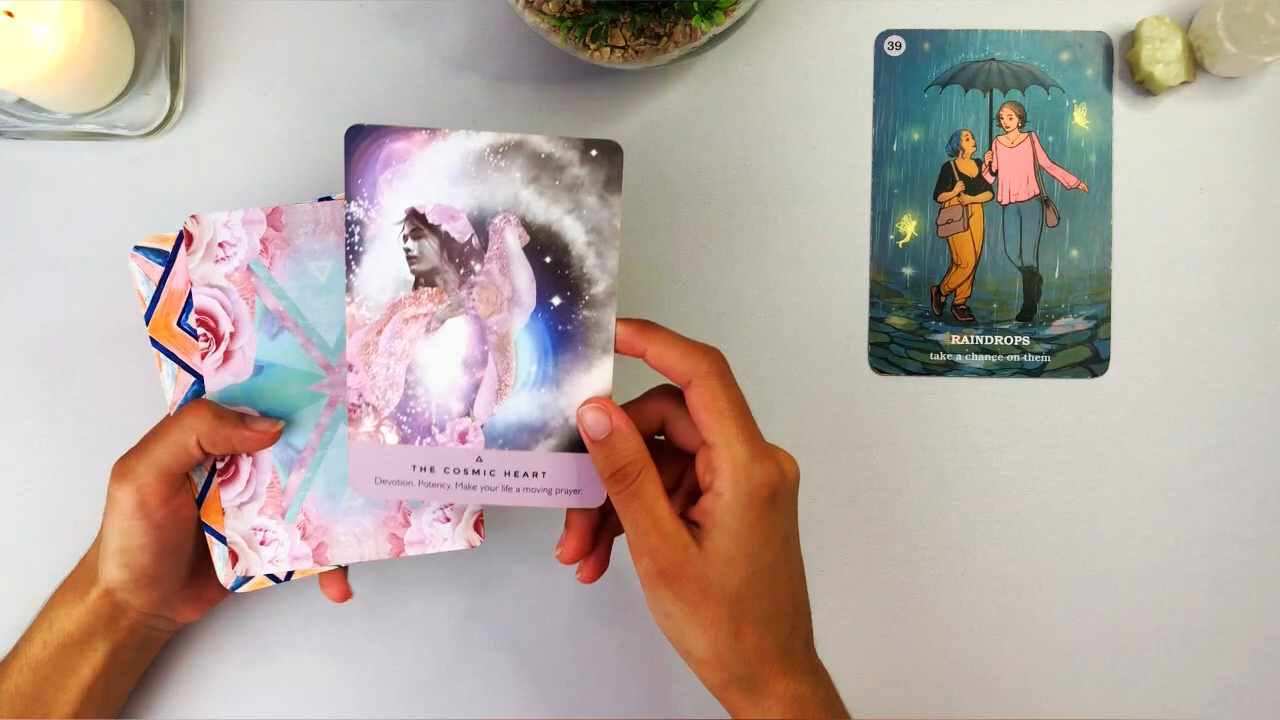 THE COSMIC HEART
Devotion. Potency. Make your life a moving prayer.
39
RAINDROPS
take a chance on them